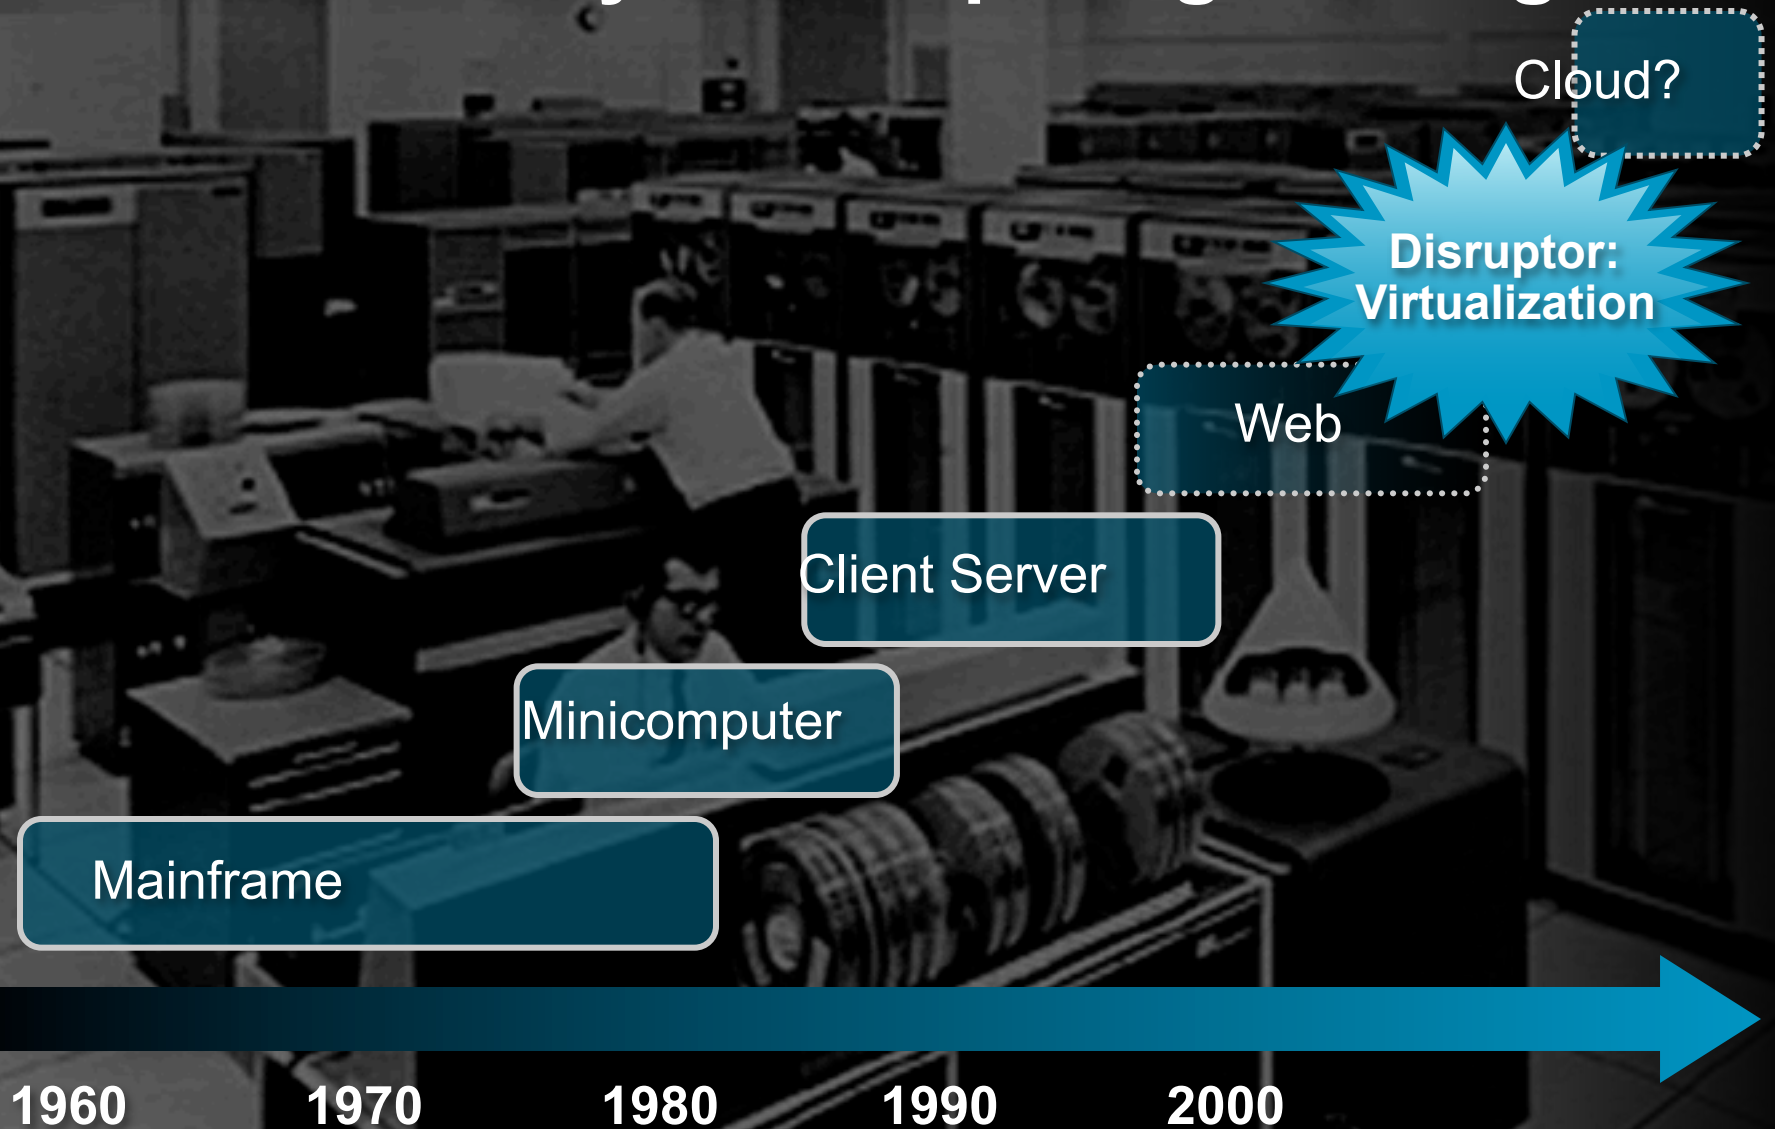 Cloud?
Disruptor:
Virtualization
Web
Client Server
Minicomputer
Mainframe
1960 1970 1980 1990 2000